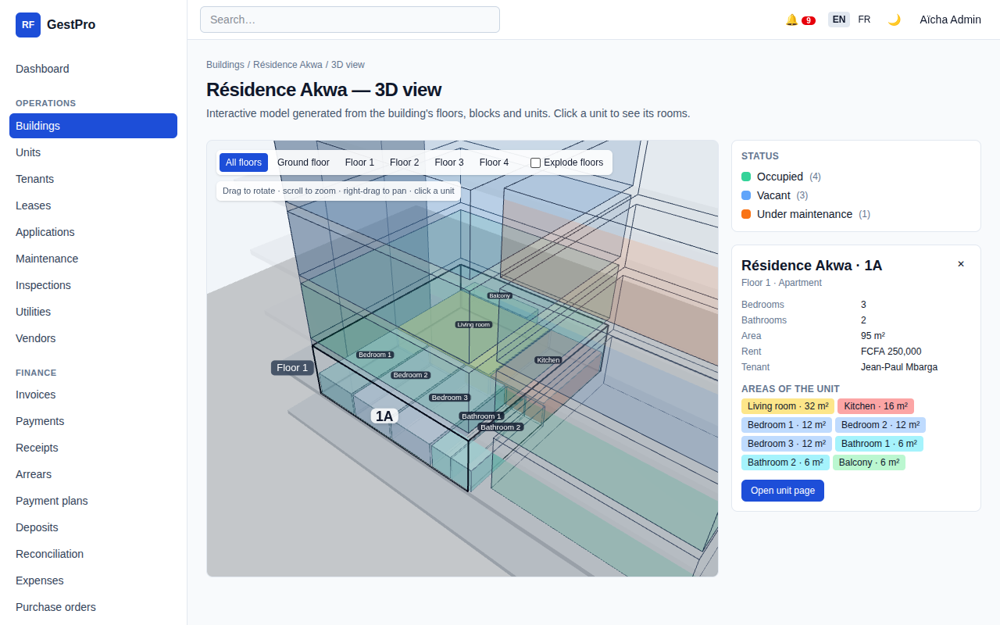 RF GestPro
Search…
9
EN FR
Aïcha Admin
Dashboard
OPERATIONS
Buildings
Units
Tenants
Leases
Applications
Maintenance
Inspections
Utilities
Vendors
FINANCE
Invoices
Payments
Receipts
Arrears
Payment plans
Deposits
Reconciliation
Expenses
Purchase orders
Buildings / Résidence Akwa / 3D view
Résidence Akwa — 3D view
Interactive model generated from the building's floors, blocks and units. Click a unit to see its rooms.
All floors Ground floor Floor 1 Floor 2 Floor 3 Floor 4 Explode floors
Drag to rotate · scroll to zoom · right-drag to pan · click a unit
Balcony
Living room
Bedroom 1
Kitchen
Floor 1
Bedroom 2
Bedroom 3
1A
Bathroom 1
Bathroom 2
STATUS
Occupied (4)
Vacant (3)
Under maintenance (1)
Résidence Akwa · 1A ×
Floor 1 · Apartment
Bedrooms 3
Bathrooms 2
Area 95 m²
Rent FCFA 250,000
Tenant Jean-Paul Mbarga
AREAS OF THE UNIT
Living room · 32 m² Kitchen · 16 m²
Bedroom 1 · 12 m² Bedroom 2 · 12 m²
Bedroom 3 · 12 m² Bathroom 1 · 6 m²
Bathroom 2 · 6 m² Balcony · 6 m²
Open unit page